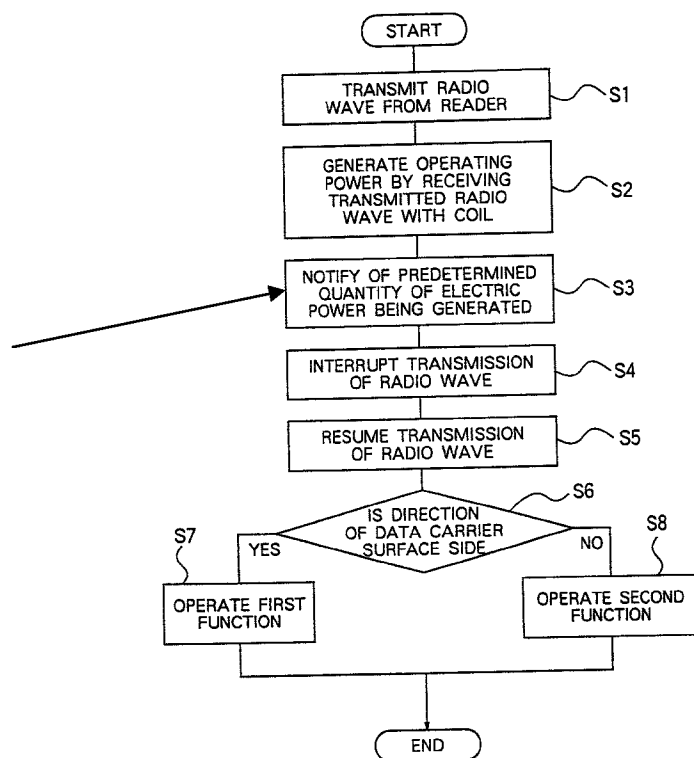 START
TRANSMIT RADIO
WAVE FROM READER
S1
GENERATE OPERATING
POWER BY RECEIVING
TRANSMITTED RADIO
WAVE WITH COIL
S2
NOTIFY OF PREDETERMINED
QUANTITY OF ELECTRIC
POWER BEING GENERATED
S3
INTERRUPT TRANSMISSION
OF RADIO WAVE
S4
RESUME TRANSMISSION
OF RADIO WAVE
S5
IS DIRECTION
OF DATA CARRIER
SURFACE SIDE
S6
YES
NO
S7
OPERATE FIRST
FUNCTION
S8
OPERATE SECOND
FUNCTION
END